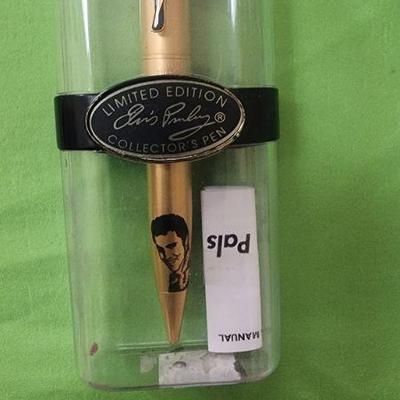 LIMITED EDITION
Elvis Presley ®
COLLECTOR'S PEN
Pals
MANUAL